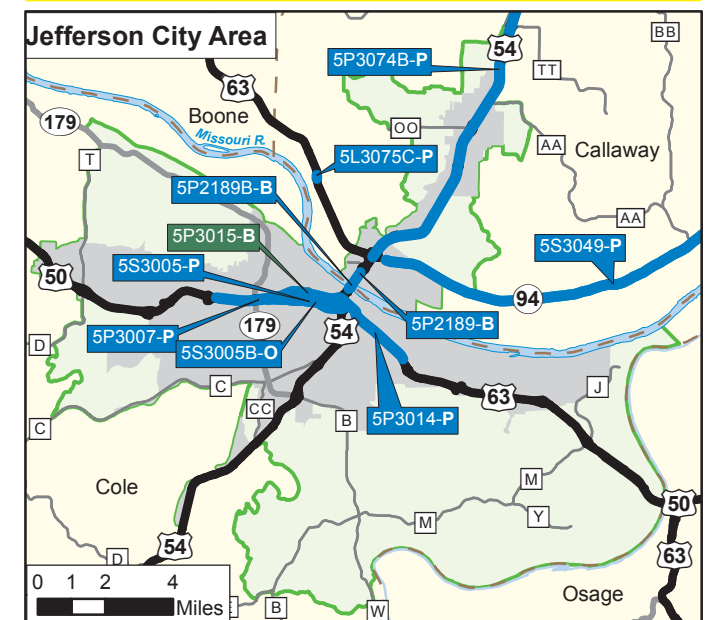 Jefferson City Area
54
BB
5P3074B-P
TT
63
Boone
179
Missouri R.
OO
AA
Callaway
T
5L3075C-P
5P2189B-B
AA
5P3015-B
5S3049-P
50
5S3005-P
94
179
5P2189-B
54
5P3007-P
D
5S3005B-O
C
63
J
CC
B
5P3014-P
C
M
Cole
50
M
Y
54
63
D
0 1 2 4
Miles
B
W
Osage